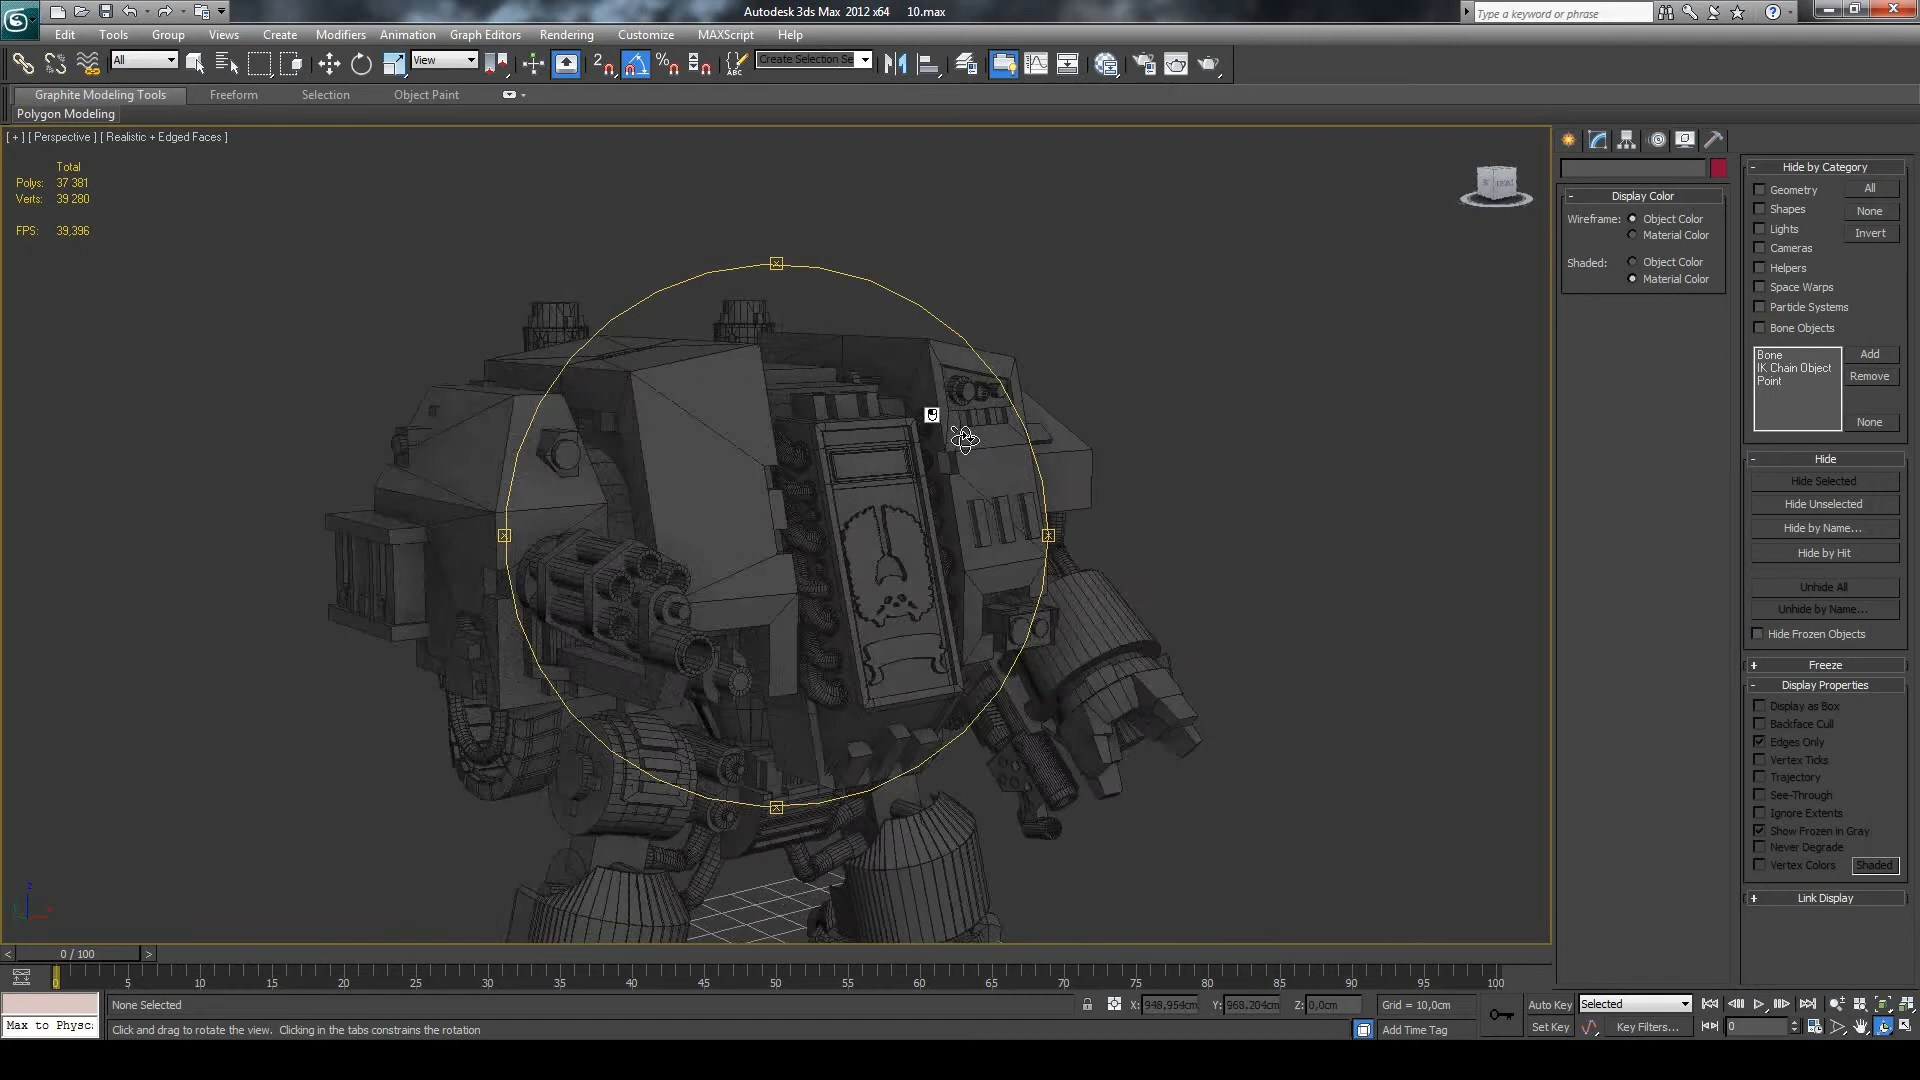 Autodesk 3ds Max 2012 x64 10.max
Type a keyword or phrase
Edit Tools Group Views Create Modifiers Animation Graph Editors Rendering Customize MAXScript Help
All View Create Selection Se
Graphite Modeling Tools Freeform Selection Object Paint
Polygon Modeling
[ + ] [ Perspective ] [ Realistic + Edged Faces ]
Total
Polys: 37 381
Verts: 39 280
FPS: 39,396
Display Color
Wireframe: Object Color
Material Color
Shaded: Object Color
Material Color
Hide by Category
Geometry All
Shapes
None
Lights
Invert
Cameras
Helpers
Space Warps
Particle Systems
Bone Objects
Bone
IK Chain Object
Point
Add
Remove
None
Hide
Hide Selected
Hide Unselected
Hide by Name...
Hide by Hit
Unhide All
Unhide by Name...
Hide Frozen Objects
Freeze
Display Properties
Display as Box
Backface Cull
Edges Only
Vertex Ticks
Trajectory
See-Through
Ignore Extents
Show Frozen in Gray
Never Degrade
Vertex Colors Shaded
Link Display
< 0 / 100 >
0 5 10 15 20 25 30 35 40 45 50 55 60 65 70 75 80 85 90 95 100
None Selected X: 948,954cm Y: 968,204cm Z: 0,0cm Grid = 10,0cm Auto Key Selected
Max to Physc: Click and drag to rotate the view. Clicking in the tabs constrains the rotation Add Time Tag Set Key Key Filters... 0